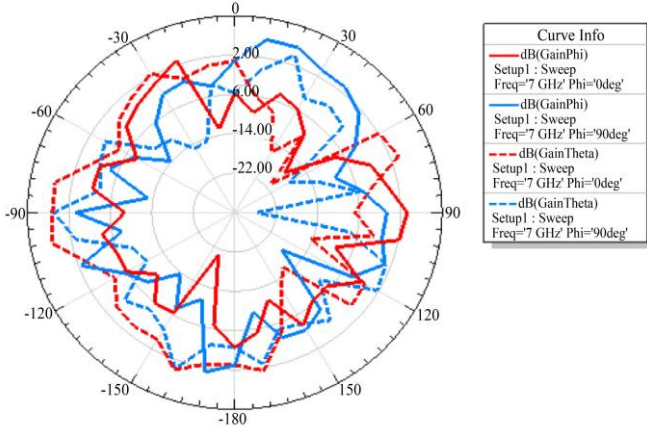 0
-30
30
2.00
-6.00
-60
60
-14.00
-22.00
-90
90
-120
120
-150
150
-180
Curve Info
dB(GainPhi)
Setup1 : Sweep
Freq='7 GHz' Phi='0deg'
dB(GainPhi)
Setup1 : Sweep
Freq='7 GHz' Phi='90deg'
dB(GainTheta)
Setup1 : Sweep
Freq='7 GHz' Phi='0deg'
dB(GainTheta)
Setup1 : Sweep
Freq='7 GHz' Phi='90deg'